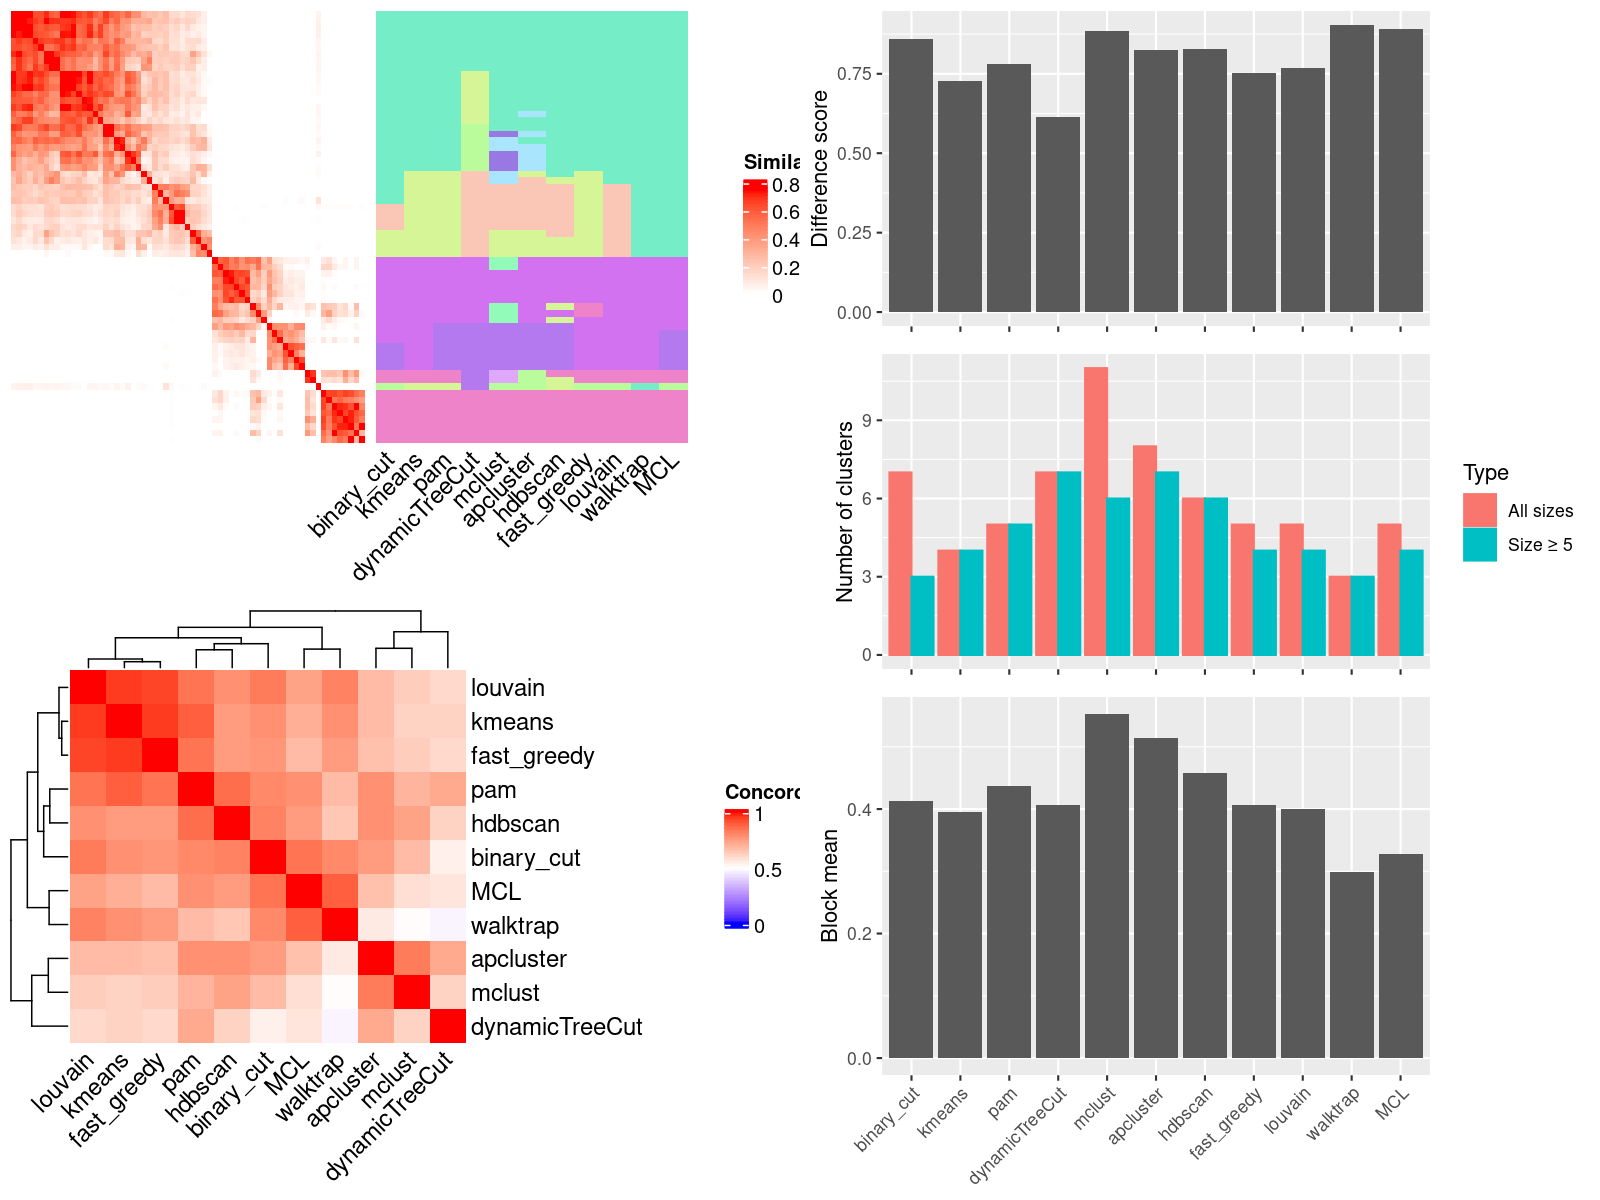 Simila
0.8
0.6
0.4
0.2
0
binary_cut
kmeans
pam
dynamicTreeCut
mclust
apcluster
hdbscan
fast_greedy
louvain
walktrap
MCL
louvain
kmeans
fast_greedy
pam
hdbscan
binary_cut
MCL
walktrap
apcluster
mclust
dynamicTreeCut
louvain
kmeans
fast_greedy
pam
hdbscan
binary_cut
MCL
walktrap
apcluster
mclust
dynamicTreeCut
Concord
1
0.5
0
Difference score
0.75
0.50
0.25
0.00
Number of clusters
9
6
3
0
Type
All sizes
Size ≥ 5
Block mean
0.4
0.2
0.0
binary_cut
kmeans
pam
dynamicTreeCut
mclust
apcluster
hdbscan
fast_greedy
louvain
walktrap
MCL